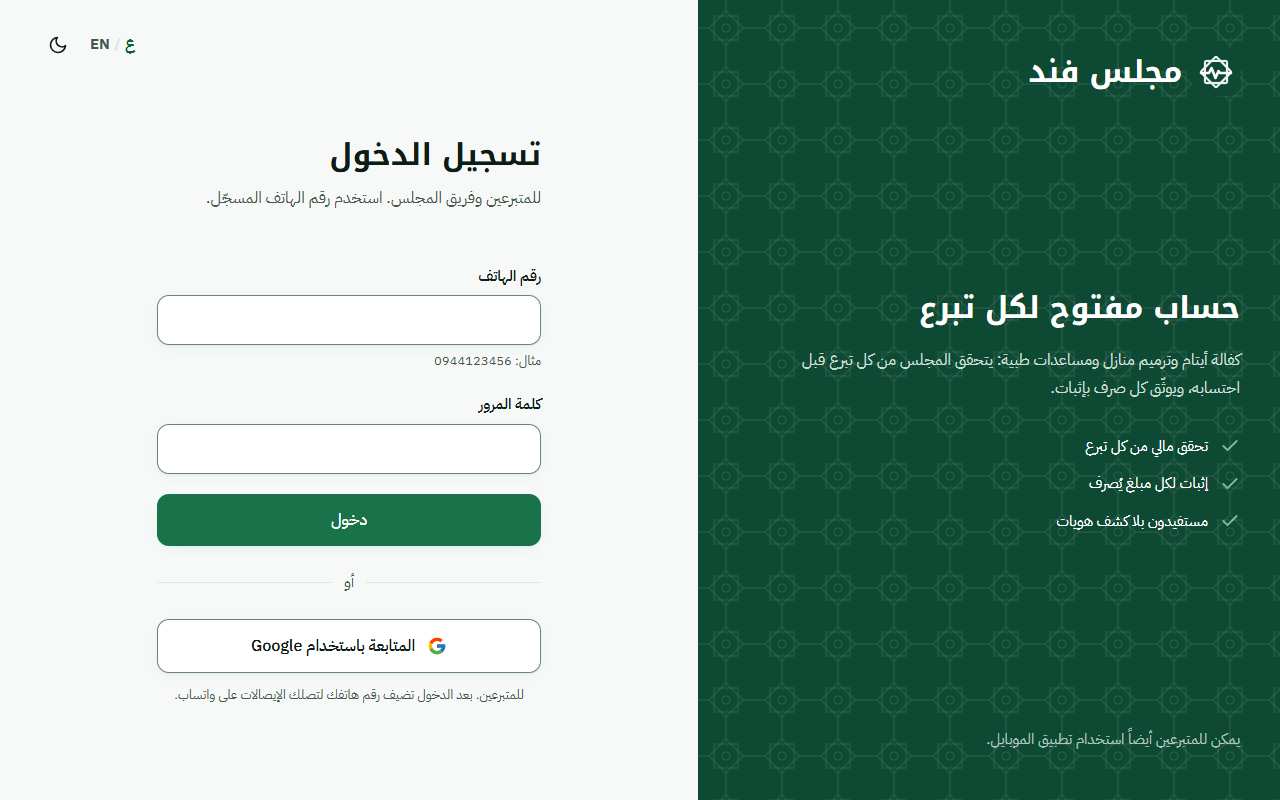 مجلس فند
حساب مفتوح لكل تبرع
كفالة أيتام وترميم منازل ومساعدات طبية: يتحقق المجلس من كل تبرع قبل
احتسابه، ويوثّق كل صرف بإثبات.
تحقق مالي من كل تبرع
إثبات لكل مبلغ يُصرف
مستفيدون بلا كشف هويات
يمكن للمتبرعين أيضاً استخدام تطبيق الموبايل.
ع / EN
تسجيل الدخول
للمتبرعين وفريق المجلس. استخدم رقم الهاتف المسجّل.
رقم الهاتف
مثال: 0944123456
كلمة المرور
دخول
أو
المتابعة باستخدام Google
للمتبرعين. بعد الدخول تضيف رقم هاتفك لتصلك الإيصالات على واتساب.